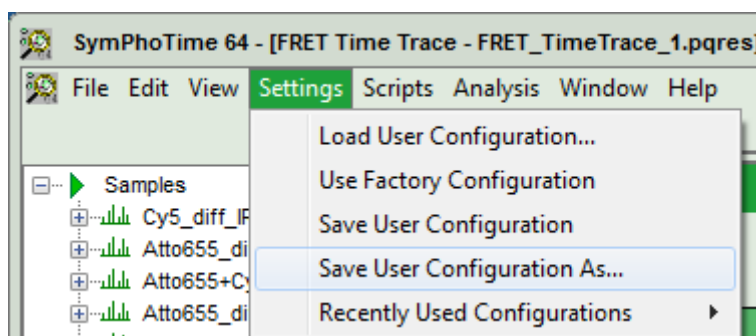 SymPhoTime 64 - [FRET Time Trace - FRET_TimeTrace_1.pqres]
File Edit View Settings Scripts Analysis Window Help
Load User Configuration...
Samples
Use Factory Configuration
Cy5_diff_IR
Save User Configuration
Atto655_di
Save User Configuration As...
Atto655+Cy
Atto655_di
Recently Used Configurations